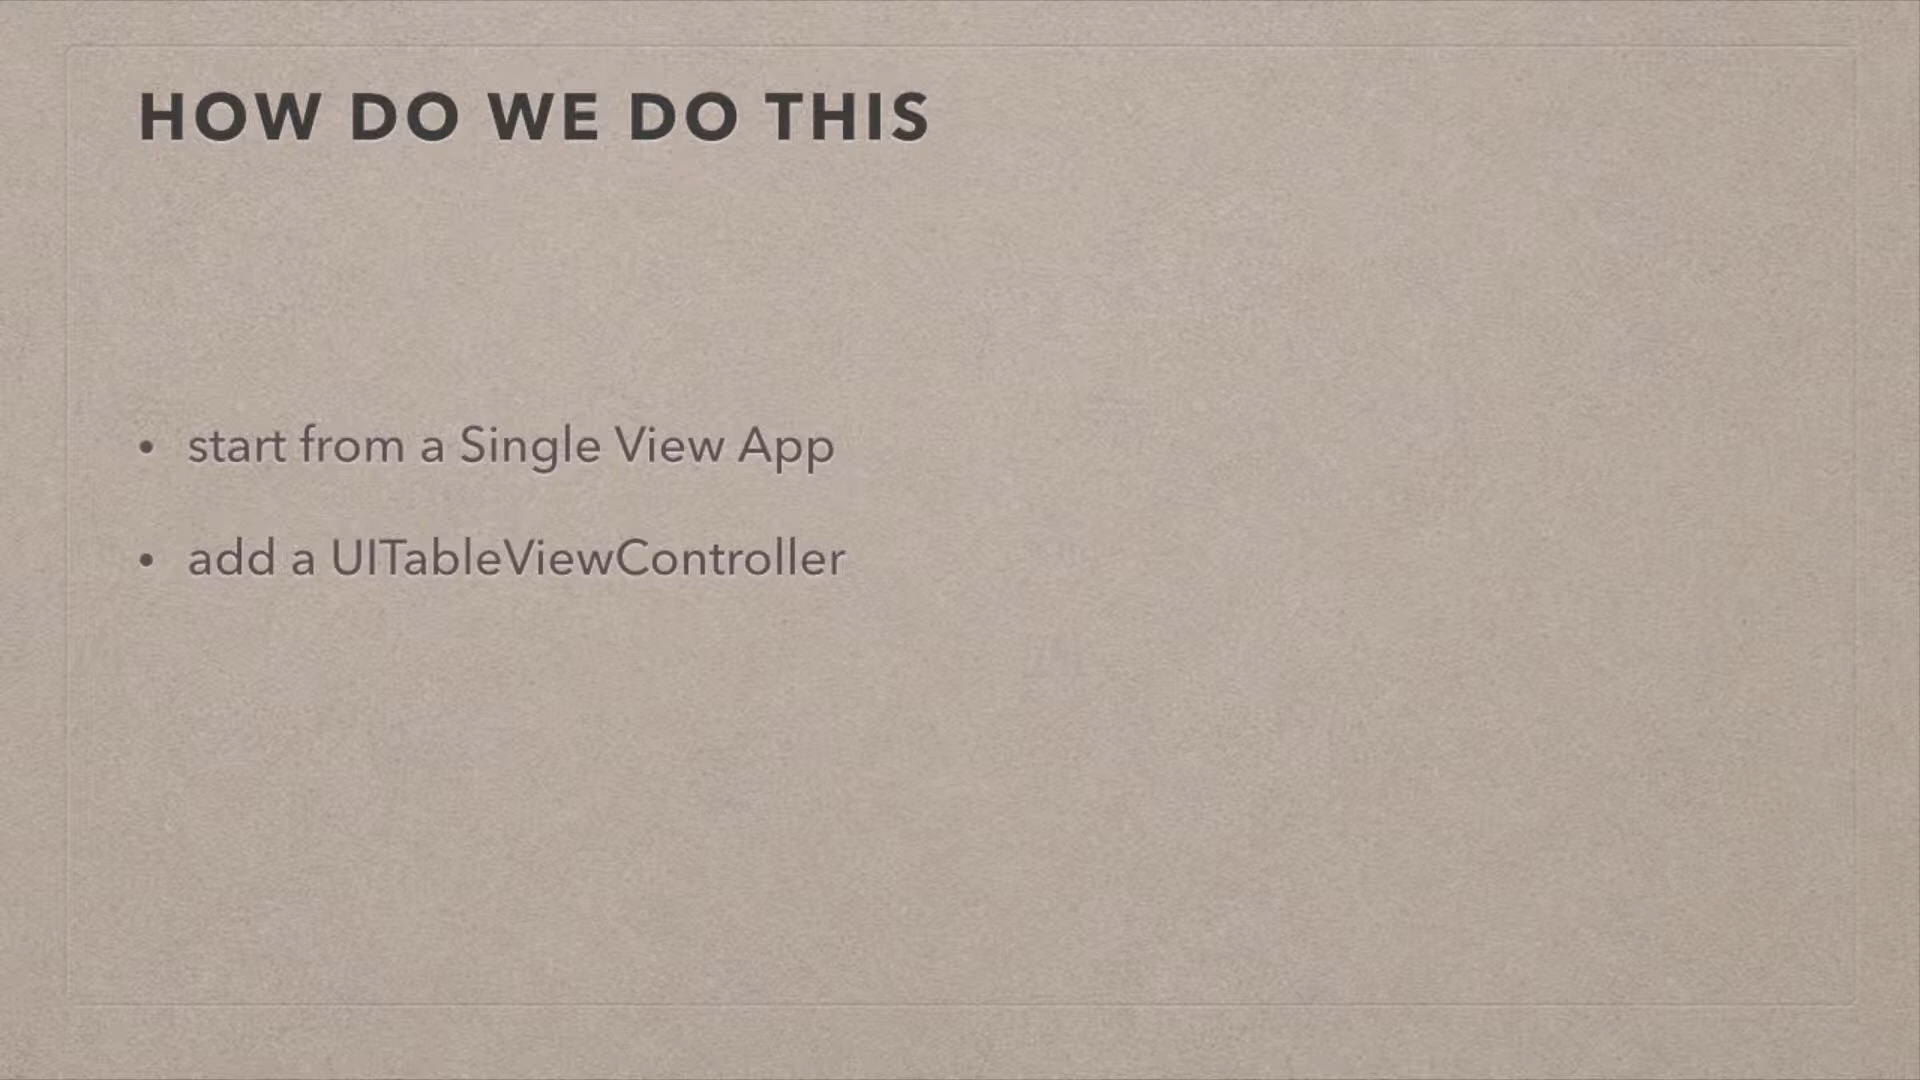 HOW DO WE DO THIS
• start from a Single View App
• add a UITableViewController